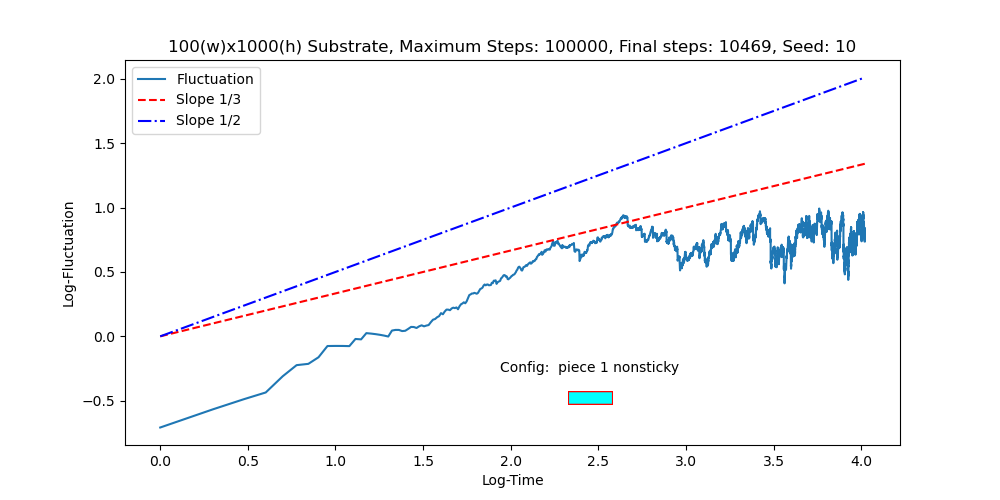 100(w)x1000(h) Substrate, Maximum Steps: 100000, Final steps: 10469, Seed: 10
Fluctuation
Slope 1/3
Slope 1/2
2.0
1.5
1.0
0.5
0.0
−0.5
Log-Fluctuation
Config:  piece 1 nonsticky
0.0 0.5 1.0 1.5 2.0 2.5 3.0 3.5 4.0
Log-Time